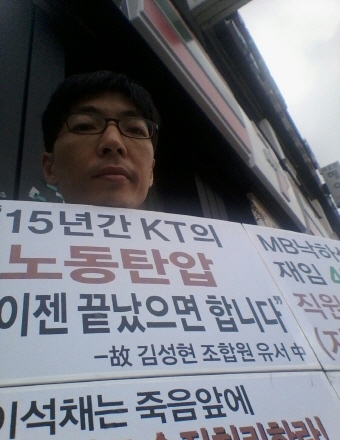 "15년간 KT의
노동탄압
이젠 끝났으면 합니다"
-故 김성현 조합원 유서 中
MB낙하
재임
직원
이석채는 죽음앞에